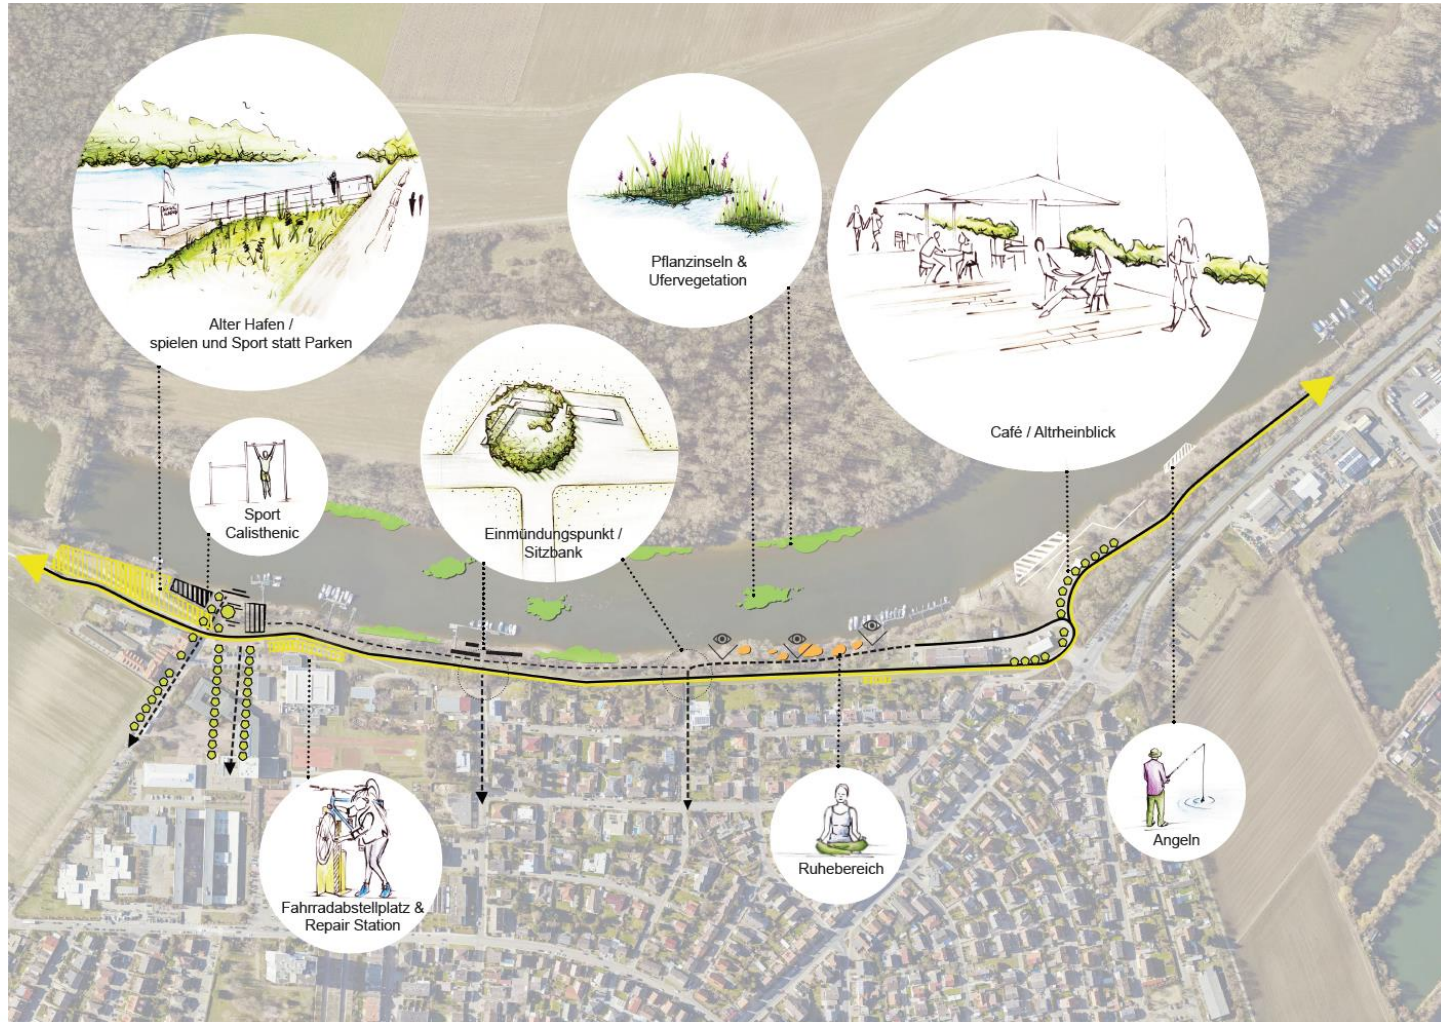 Alter Hafen /
spielen und Sport statt Parken
Pflanzinseln &
Ufervegetation
Café / Altrheinblick
Sport
Calisthenic
Einmündungspunkt /
Sitzbank
Fahrradabstellplatz &
Repair Station
Ruhebereich
Angeln